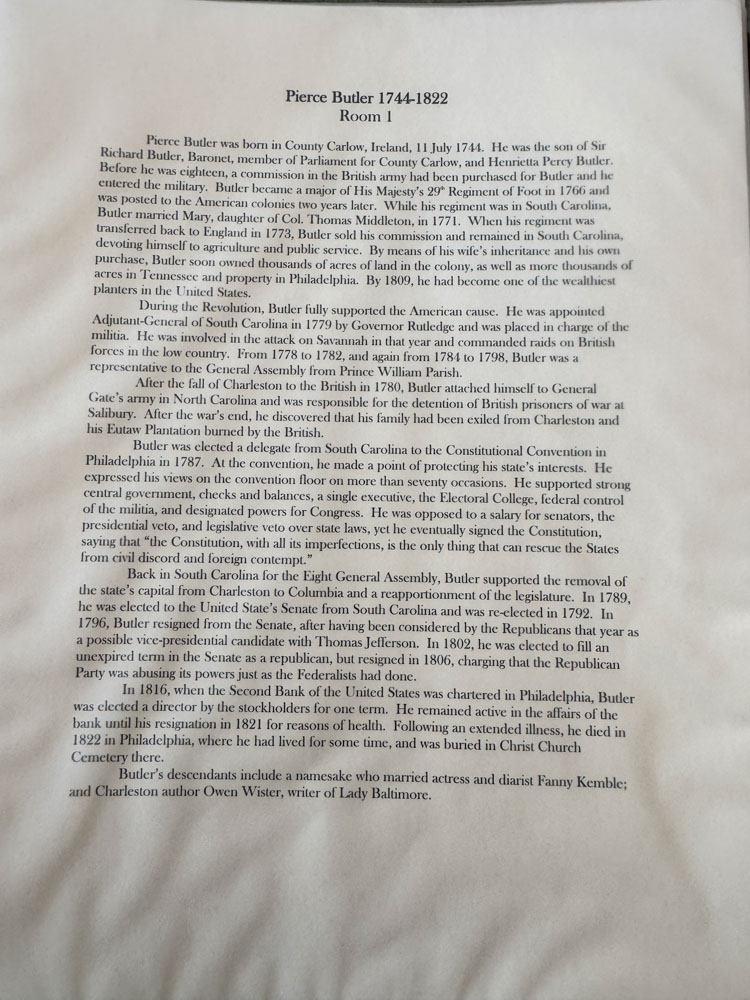 Pierce Butler 1744-1822
Room 1
Pierce Butler was born in County Carlow, Ireland, 11 July 1744. He was the son of Sir
Richard Butler, Baronet, member of Parliament for County Carlow, and Henrietta Percy Butler.
Before he was eighteen, a commission in the British army had been purchased for Butler and he
entered the military. Butler became a major of His Majesty's 29th Regiment of Foot in 1766 and
was posted to the American colonies two years later. While his regiment was in South Carolina,
Butler married Mary, daughter of Col. Thomas Middleton, in 1771. When his regiment was
transferred back to England in 1773, Butler sold his commission and remained in South Carolina,
devoting himself to agriculture and public service. By means of his wife's inheritance and his own
purchase, Butler soon owned thousands of acres of land in the colony, as well as more thousands of
acres in Tennessee and property in Philadelphia. By 1809, he had become one of the wealthiest
planters in the United States.
During the Revolution, Butler fully supported the American cause. He was appointed
Adjutant-General of South Carolina in 1779 by Governor Rutledge and was placed in charge of the
militia. He was involved in the attack on Savannah in that year and commanded raids on British
forces in the low country. From 1778 to 1782, and again from 1784 to 1798, Butler was a
representative to the General Assembly from Prince William Parish.
After the fall of Charleston to the British in 1780, Butler attached himself to General
Gate's army in North Carolina and was responsible for the detention of British prisoners of war at
Salibury. After the war's end, he discovered that his family had been exiled from Charleston and
his Eutaw Plantation burned by the British.
Butler was elected a delegate from South Carolina to the Constitutional Convention in
Philadelphia in 1787. At the convention, he made a point of protecting his state's interests. He
expressed his views on the convention floor on more than seventy occasions. He supported strong
central government, checks and balances, a single executive, the Electoral College, federal control
of the militia, and designated powers for Congress. He was opposed to a salary for senators, the
presidential veto, and legislative veto over state laws, yet he eventually signed the Constitution,
saying that "the Constitution, with all its imperfections, is the only thing that can rescue the States
from civil discord and foreign contempt."
Back in South Carolina for the Eight General Assembly, Butler supported the removal of
the state's capital from Charleston to Columbia and a reapportionment of the legislature. In 1789,
he was elected to the United State's Senate from South Carolina and was re-elected in 1792. In
1796, Butler resigned from the Senate, after having been considered by the Republicans that year as
a possible vice-presidential candidate with Thomas Jefferson. In 1802, he was elected to fill an
unexpired term in the Senate as a republican, but resigned in 1806, charging that the Republican
Party was abusing its powers just as the Federalists had done.
In 1816, when the Second Bank of the United States was chartered in Philadelphia, Butler
was elected a director by the stockholders for one term. He remained active in the affairs of the
bank until his resignation in 1821 for reasons of health. Following an extended illness, he died in
1822 in Philadelphia, where he had lived for some time, and was buried in Christ Church
Cemetery there.
Butler's descendants include a namesake who married actress and diarist Fanny Kemble;
and Charleston author Owen Wister, writer of Lady Baltimore.